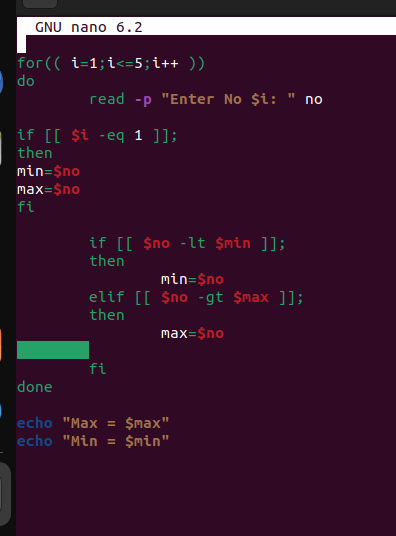 GNU nano 6.2
for(( i=1;i<=5;i++ ))
do
read -p "Enter No $i: " no
if [[ $i -eq 1 ]];
then
min=$no
max=$no
fi
if [[ $no -lt $min ]];
then
min=$no
elif [[ $no -gt $max ]];
then
max=$no
fi
done
echo "Max = $max"
echo "Min = $min"